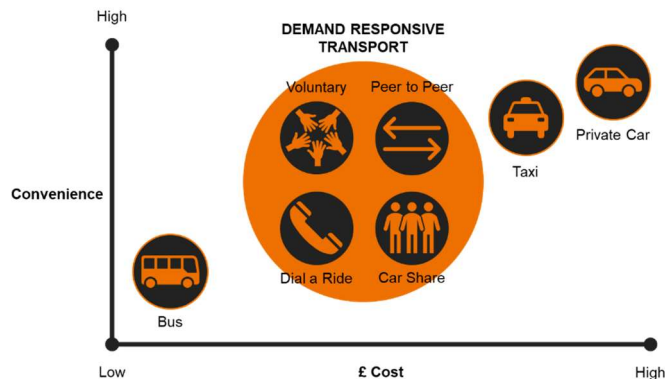 High
DEMAND RESPONSIVE
TRANSPORT
Voluntary
Peer to Peer
Private Car
Taxi
Convenience
Dial a Ride
Car Share
Bus
Low
£ Cost
High